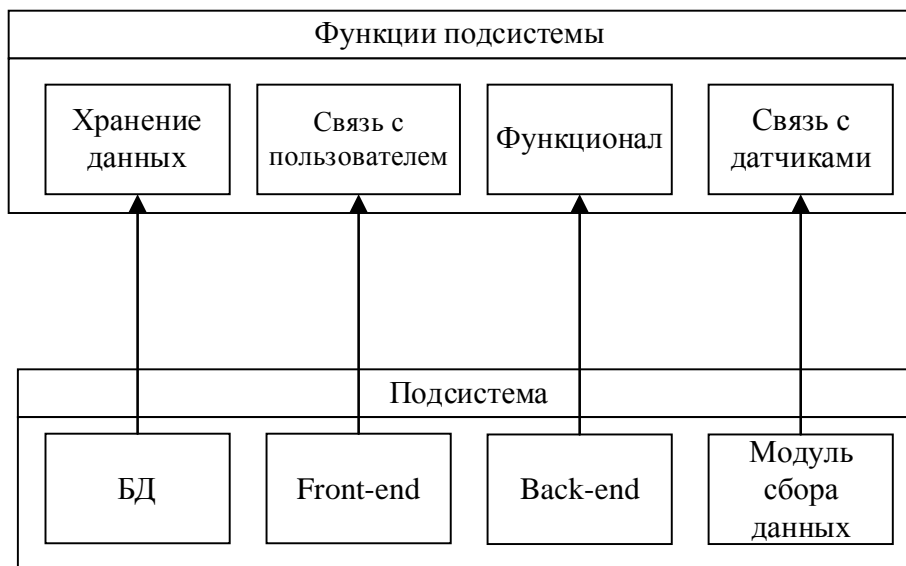 Функции подсистемы
Хранение
данных
Связь с
пользователем
Функционал
Связь с
датчиками
Подсистема
БД
Front-end
Back-end
Модуль
сбора
данных